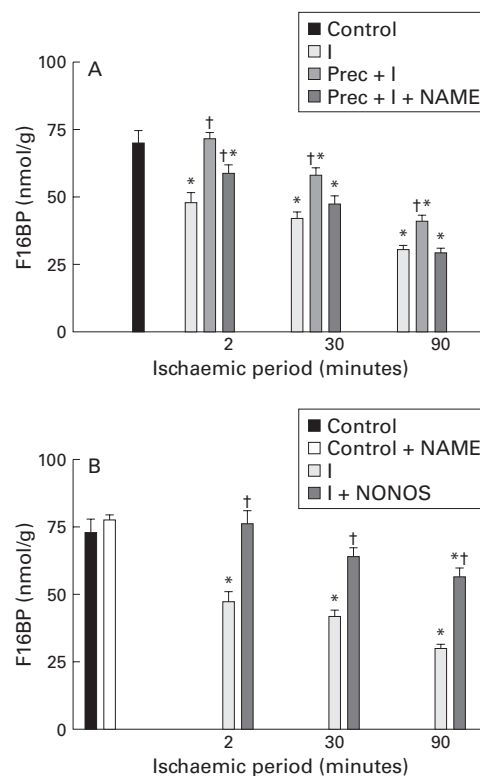 Control
I
Prec + I
Prec + I + NAME
A
100
75
50
25
0
F16BP (nmol/g)
*
†
†*
*
†*
*
*
†*
*
2
30
90
Ischaemic period (minutes)
Control
Control + NAME
I
I + NONOS
B
100
75
50
25
0
F16BP (nmol/g)
*
†
*
†
*
*†
2
30
90
Ischaemic period (minutes)